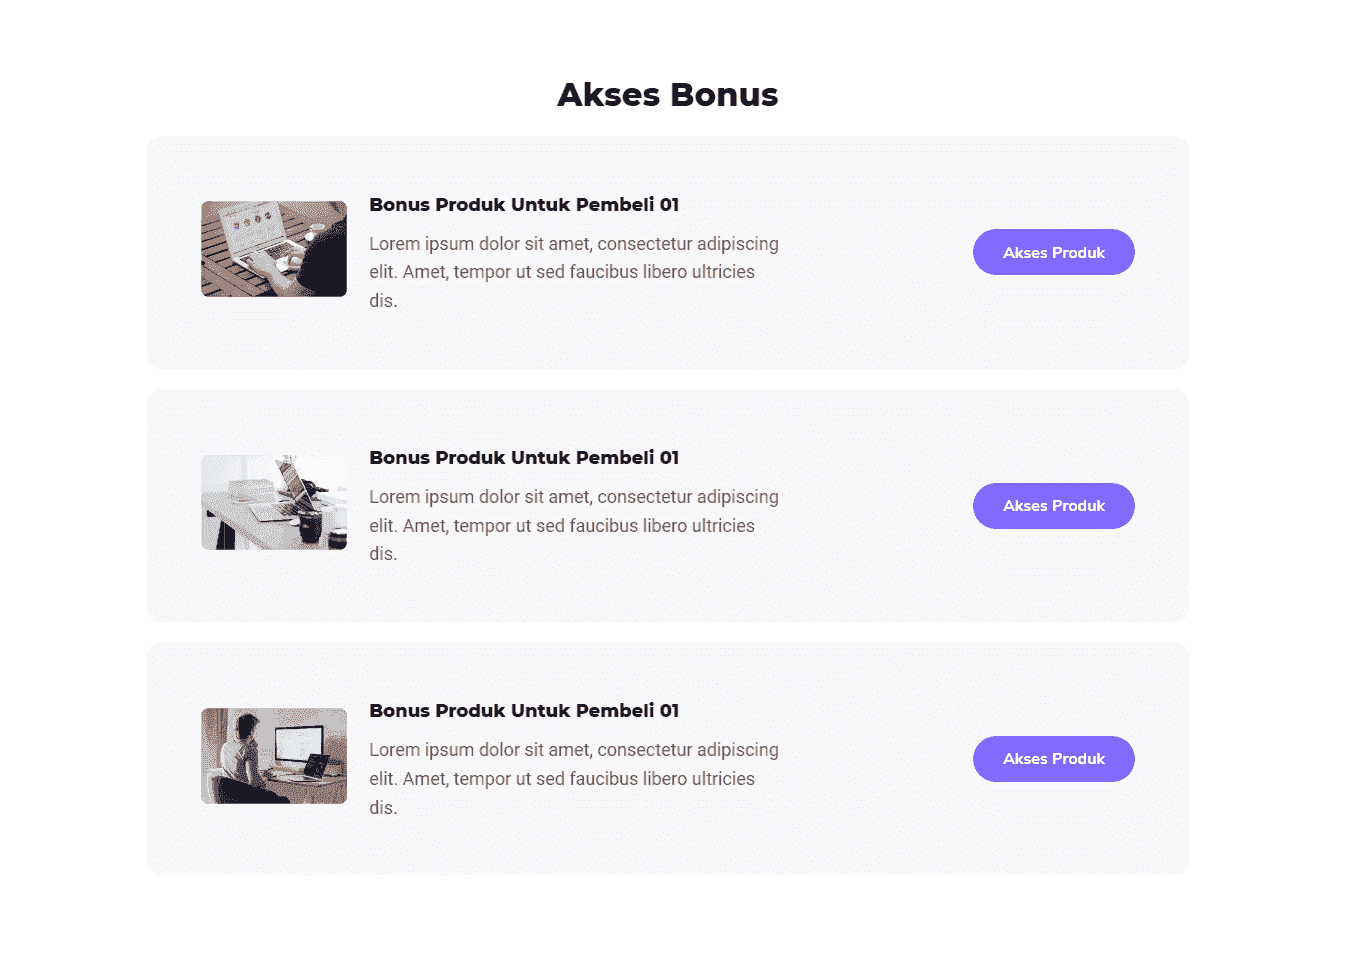 Akses Bonus
Bonus Produk Untuk Pembeli 01
Lorem ipsum dolor sit amet, consectetur adipiscing
elit. Amet, tempor ut sed faucibus libero ultricies
dis.
Akses Produk
Bonus Produk Untuk Pembeli 01
Lorem ipsum dolor sit amet, consectetur adipiscing
elit. Amet, tempor ut sed faucibus libero ultricies
dis.
Akses Produk
Bonus Produk Untuk Pembeli 01
Lorem ipsum dolor sit amet, consectetur adipiscing
elit. Amet, tempor ut sed faucibus libero ultricies
dis.
Akses Produk